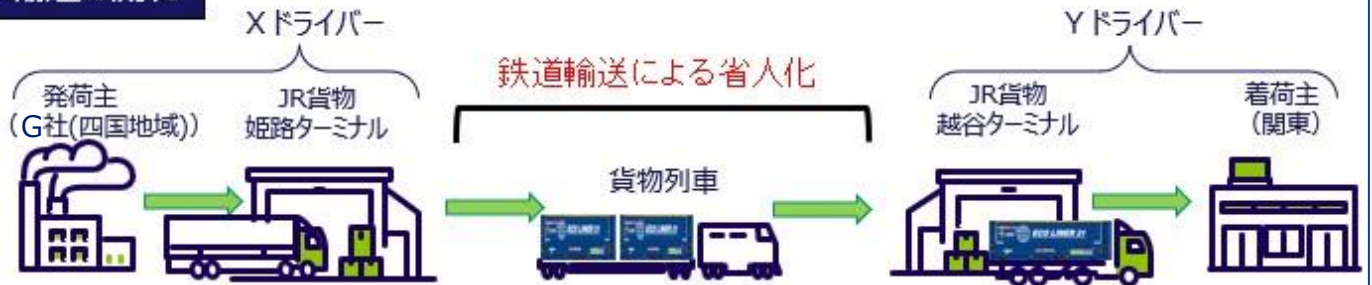 Xドライバー
Yドライバー
鉄道輸送による省人化
発荷主
(G社(四国地域))
JR貨物
姫路ターミナル
貨物列車
JR貨物
越谷ターミナル
着荷主
(関東)
ECO LINER 31